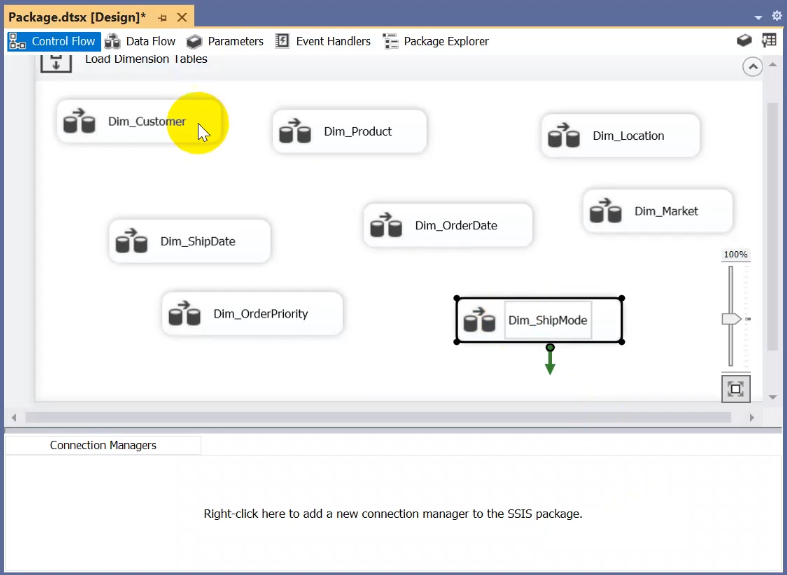 Package.dtsx [Design]*
Control Flow Data Flow Parameters Event Handlers Package Explorer
Load Dimension Tables
Dim_Customer
Dim_Product
Dim_Location
Dim_Market
Dim_OrderDate
Dim_ShipDate
100%
Dim_OrderPriority
Dim_ShipMode
Connection Managers
Right-click here to add a new connection manager to the SSIS package.